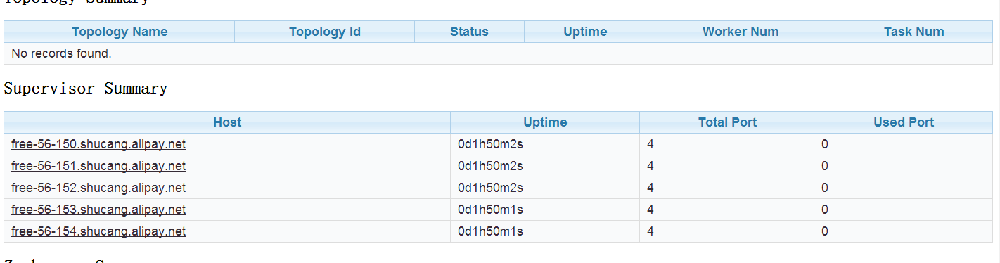 Topology Summary
Topology Name Topology Id Status Uptime Worker Num Task Num
No records found.
Supervisor Summary
Host Uptime Total Port Used Port
free-56-150.shucang.alipay.net 0d1h50m2s 4 0
free-56-151.shucang.alipay.net 0d1h50m2s 4 0
free-56-152.shucang.alipay.net 0d1h50m2s 4 0
free-56-153.shucang.alipay.net 0d1h50m1s 4 0
free-56-154.shucang.alipay.net 0d1h50m1s 4 0